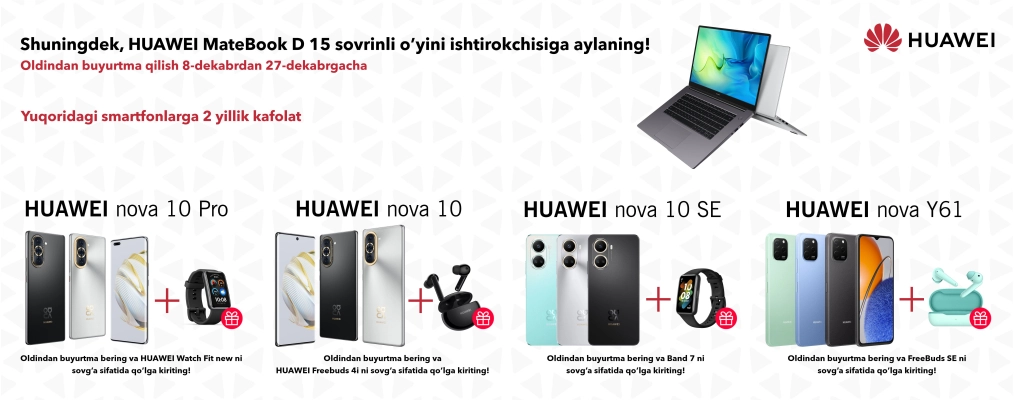 Shuningdek, HUAWEI MateBook D 15 sovrinli o‘yini ishtirokchisiga aylaning!
Oldindan buyurtma qilish 8-dekabrdan 27-dekabrgacha
HUAWEI
Yuqoridagi smartfonlarga 2 yillik kafolat
HUAWEI nova 10 Pro
Oldindan buyurtma bering va HUAWEI Watch Fit new ni
sovg‘a sifatida qo‘lga kiriting!
HUAWEI nova 10
Oldindan buyurtma bering va
HUAWEI Freebuds 4i ni sovg‘a sifatida qo‘lga kiriting!
HUAWEI nova 10 SE
Oldindan buyurtma bering va Band 7 ni
sovg‘a sifatida qo‘lga kiriting!
HUAWEI nova Y61
Oldindan buyurtma bering va FreeBuds SE ni
sovg‘a sifatida qo‘lga kiriting!